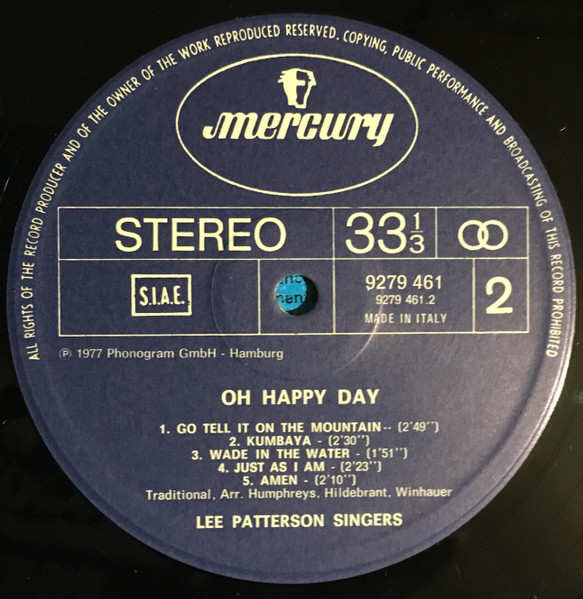 ALL RIGHTS OF THE RECORD PRODUCER AND OF THE OWNER OF THE WORK REPRODUCED RESERVED. COPYING, PUBLIC PERFORMANCE AND BROADCASTING OF THIS RECORD PROHIBITED
mercury
STEREO 33 1/3
S.I.A.E. 9279 461 2
9279 461.2
MADE IN ITALY
℗ 1977 Phonogram GmbH - Hamburg
OH HAPPY DAY
1. GO TELL IT ON THE MOUNTAIN-- (2'49'')
2. KUMBAYA - (2'30'')
3. WADE IN THE WATER - (1'51'')
4. JUST AS I AM - (2'23'')
5. AMEN - (2'10'')
Traditional, Arr. Humphreys, Hildebrant, Winhauer
LEE PATTERSON SINGERS